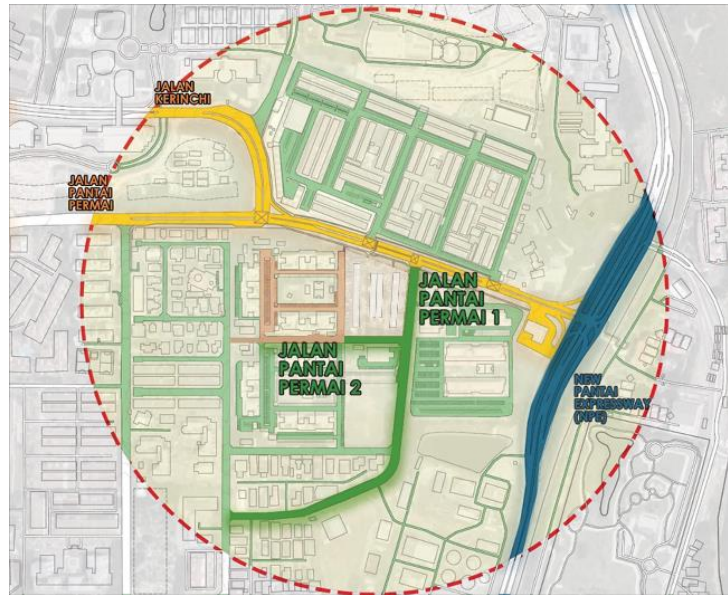 JALAN
KERINCHI
JALAN
PANTAI
PERMAI
JALAN
PANTAI
PERMAI 1
JALAN
PANTAI
PERMAI 2
NEW
PANTAI
EXPRESSWAY
(NPE)